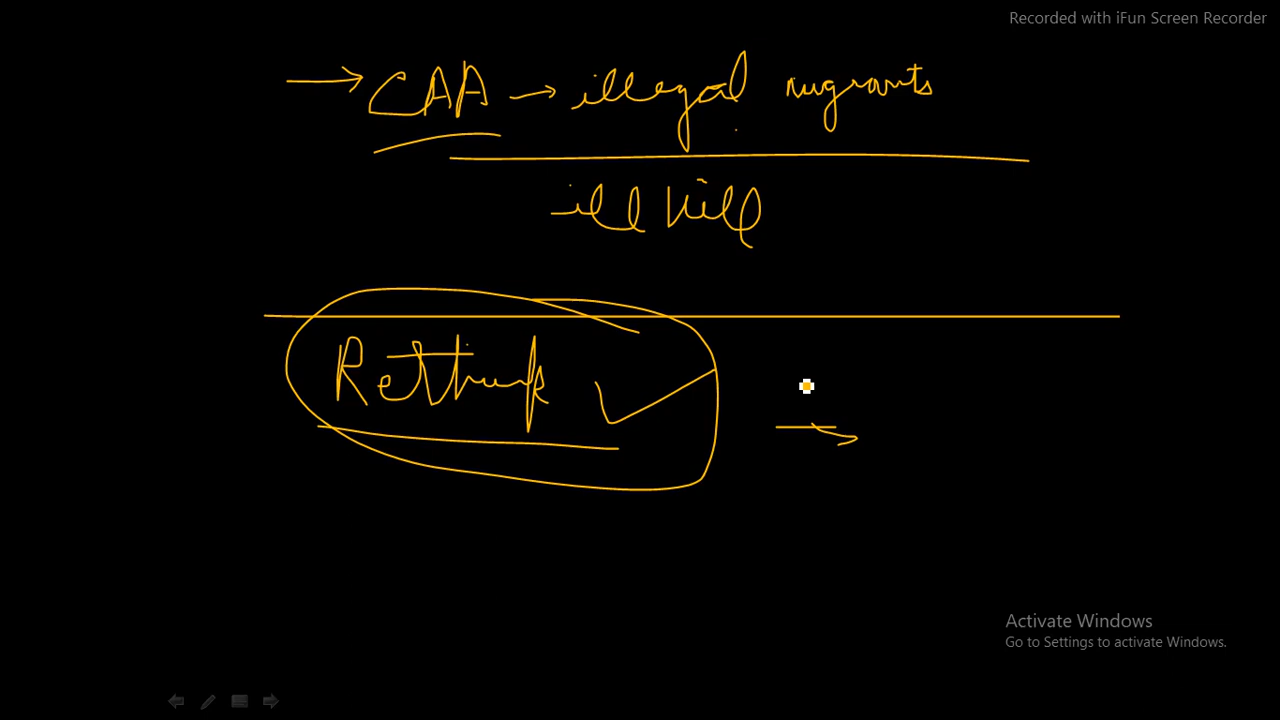 Recorded with iFun Screen Recorder
→ CAA → illegal migrants
ill will
Rethink ✓ →
Activate Windows
Go to Settings to activate Windows.